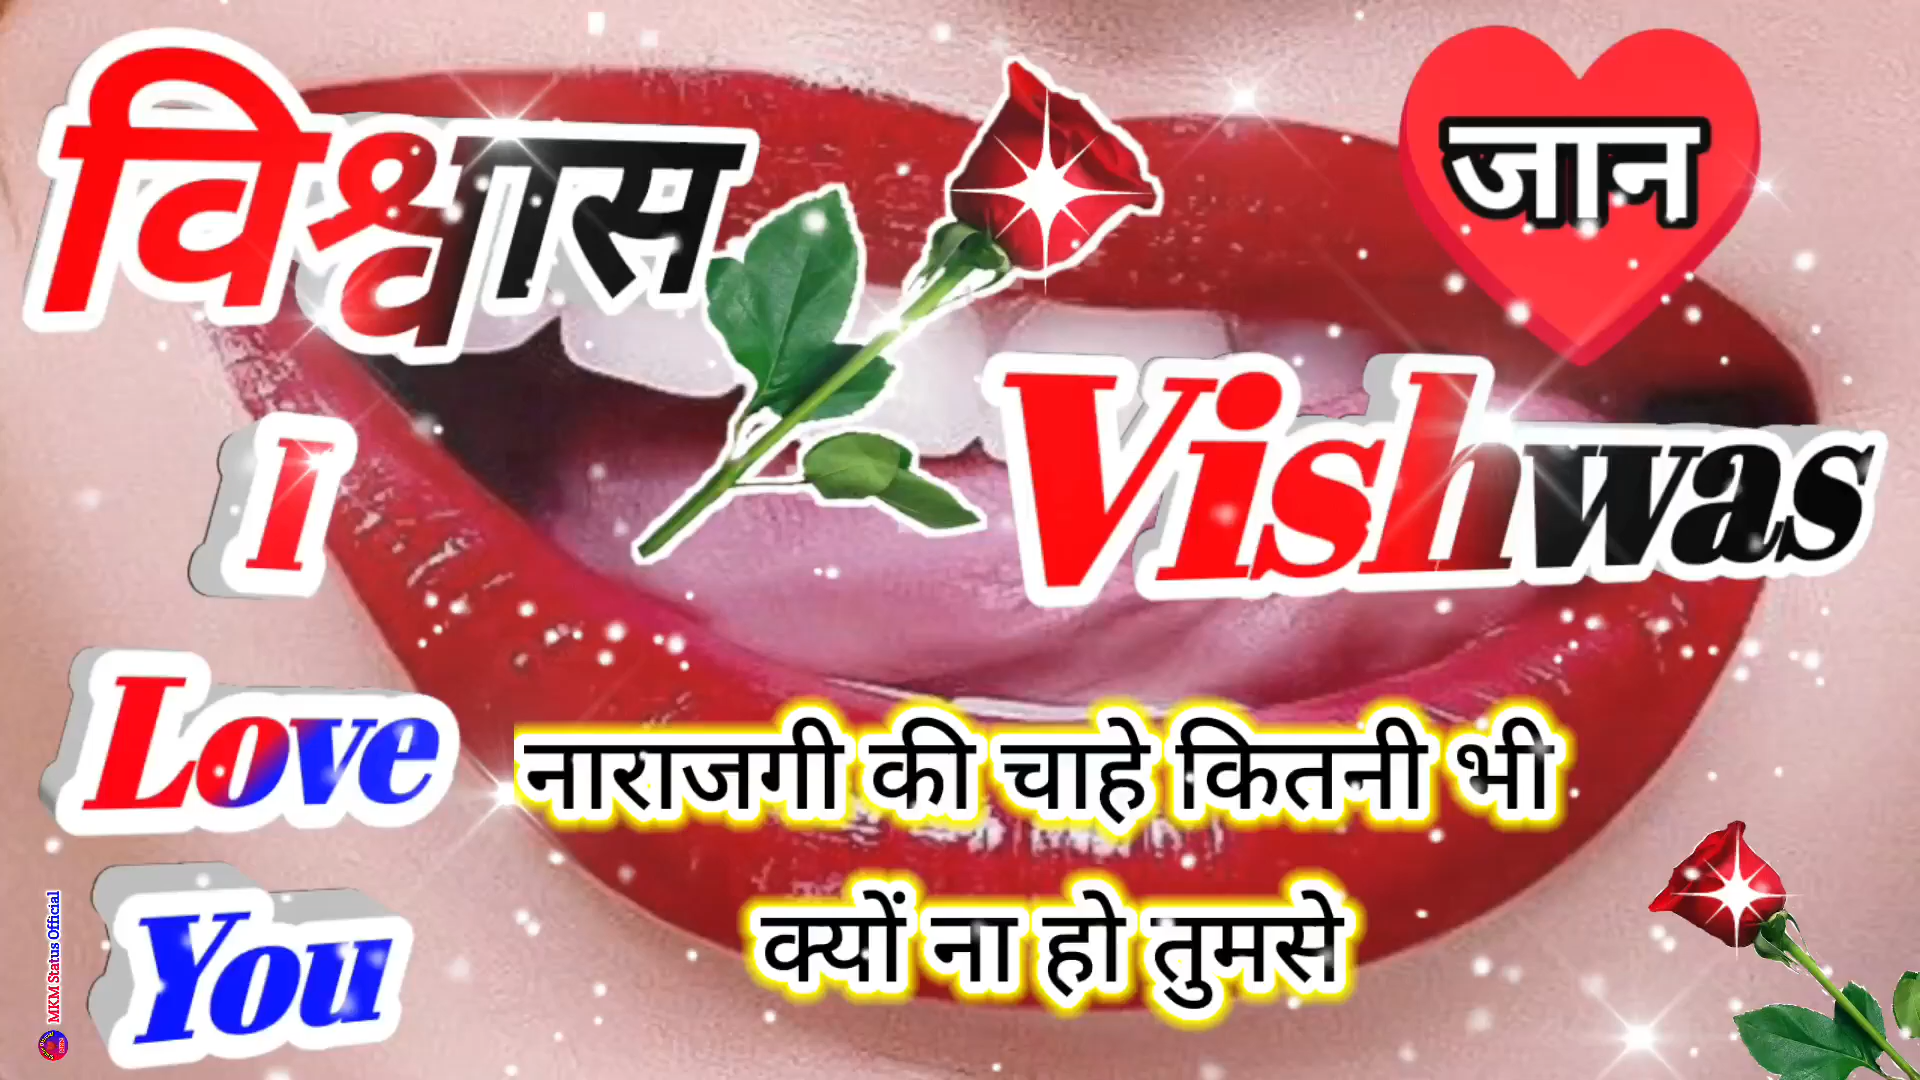 विश्वास
जान
Vishwas
I
Love
You
नाराजगी की चाहे कितनी भी
क्यों ना हो तुमसे
MKM Status Official